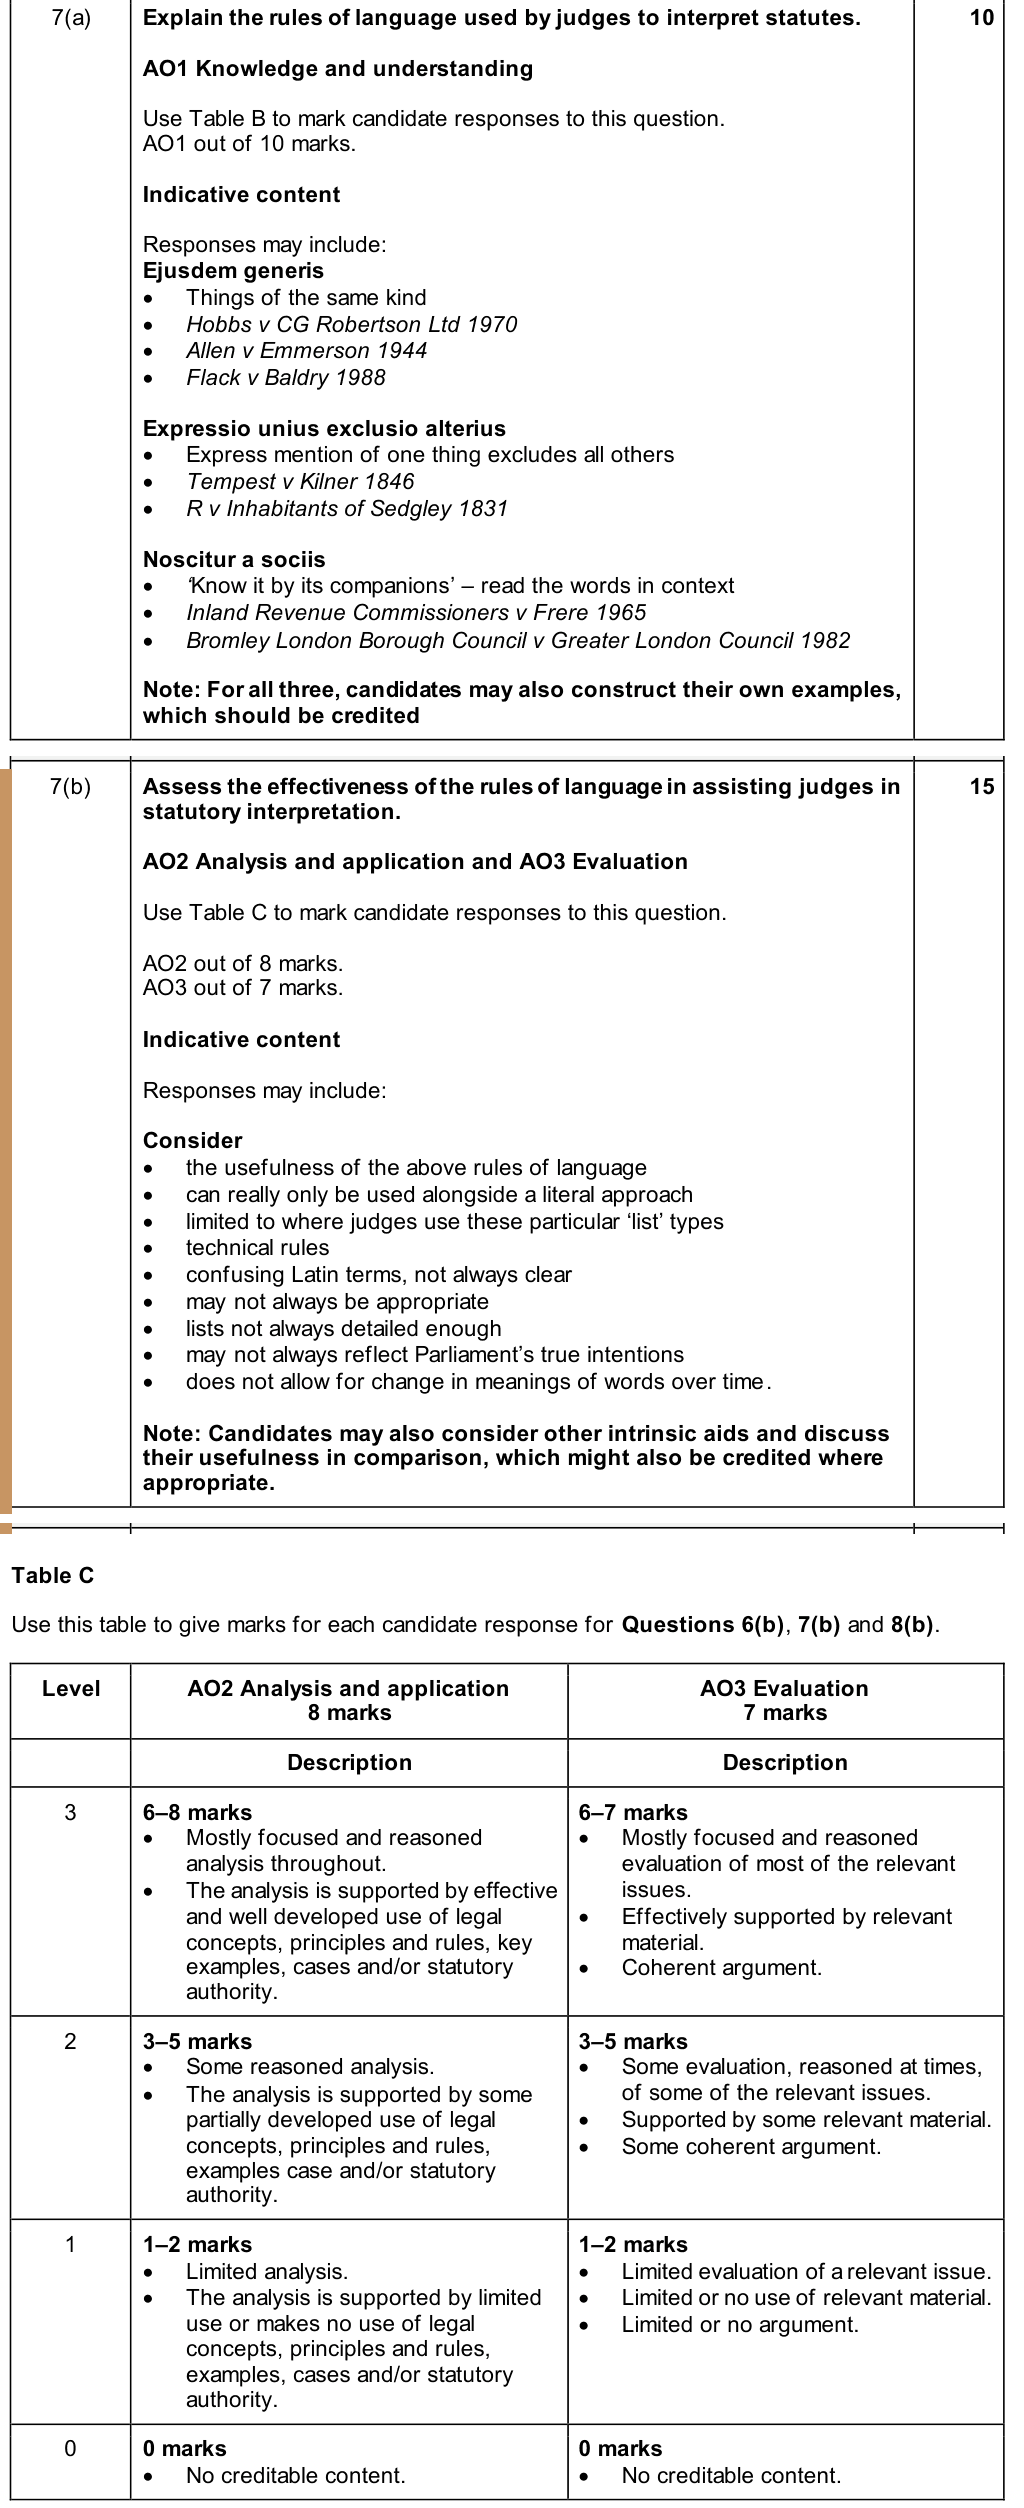 7(a) Explain the rules of language used by judges to interpret statutes. 10
AO1 Knowledge and understanding
Use Table B to mark candidate responses to this question.
AO1 out of 10 marks.
Indicative content
Responses may include:
Ejusdem generis
• Things of the same kind
• Hobbs v CG Robertson Ltd 1970
• Allen v Emmerson 1944
• Flack v Baldry 1988
Expressio unius exclusio alterius
• Express mention of one thing excludes all others
• Tempest v Kilner 1846
• R v Inhabitants of Sedgley 1831
Noscitur a sociis
• ‘Know it by its companions’ – read the words in context
• Inland Revenue Commissioners v Frere 1965
• Bromley London Borough Council v Greater London Council 1982
Note: For all three, candidates may also construct their own examples,
which should be credited
7(b) Assess the effectiveness of the rules of language in assisting judges in 15
statutory interpretation.
AO2 Analysis and application and AO3 Evaluation
Use Table C to mark candidate responses to this question.
AO2 out of 8 marks.
AO3 out of 7 marks.
Indicative content
Responses may include:
Consider
• the usefulness of the above rules of language
• can really only be used alongside a literal approach
• limited to where judges use these particular ‘list’ types
• technical rules
• confusing Latin terms, not always clear
• may not always be appropriate
• lists not always detailed enough
• may not always reflect Parliament’s true intentions
• does not allow for change in meanings of words over time.
Note: Candidates may also consider other intrinsic aids and discuss
their usefulness in comparison, which might also be credited where
appropriate.
Table C
Use this table to give marks for each candidate response for Questions 6(b), 7(b) and 8(b).
Level
AO2 Analysis and application
8 marks
AO3 Evaluation
7 marks
Description
Description
3
6–8 marks
• Mostly focused and reasoned
analysis throughout.
• The analysis is supported by effective
and well developed use of legal
concepts, principles and rules, key
examples, cases and/or statutory
authority.
6–7 marks
• Mostly focused and reasoned
evaluation of most of the relevant
issues.
• Effectively supported by relevant
material.
• Coherent argument.
2
3–5 marks
• Some reasoned analysis.
• The analysis is supported by some
partially developed use of legal
concepts, principles and rules,
examples case and/or statutory
authority.
3–5 marks
• Some evaluation, reasoned at times,
of some of the relevant issues.
• Supported by some relevant material.
• Some coherent argument.
1
1–2 marks
• Limited analysis.
• The analysis is supported by limited
use or makes no use of legal
concepts, principles and rules,
examples, cases and/or statutory
authority.
1–2 marks
• Limited evaluation of a relevant issue.
• Limited or no use of relevant material.
• Limited or no argument.
0
0 marks
• No creditable content.
0 marks
• No creditable content.